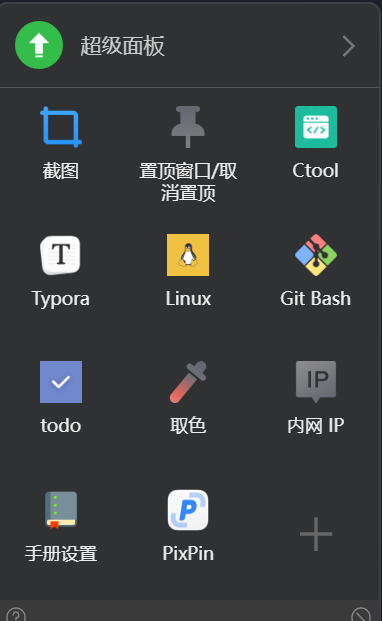 超级面板
截图
置顶窗口/取
消置顶
Ctool
Typora
Linux
Git Bash
todo
取色
IP
内网 IP
手册设置
PixPin